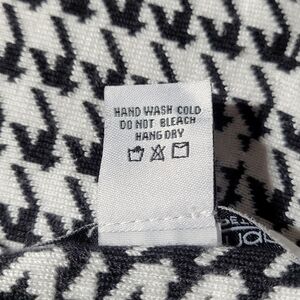 HAND WASH COLD
DO NOT BLEACH
HANG DRY